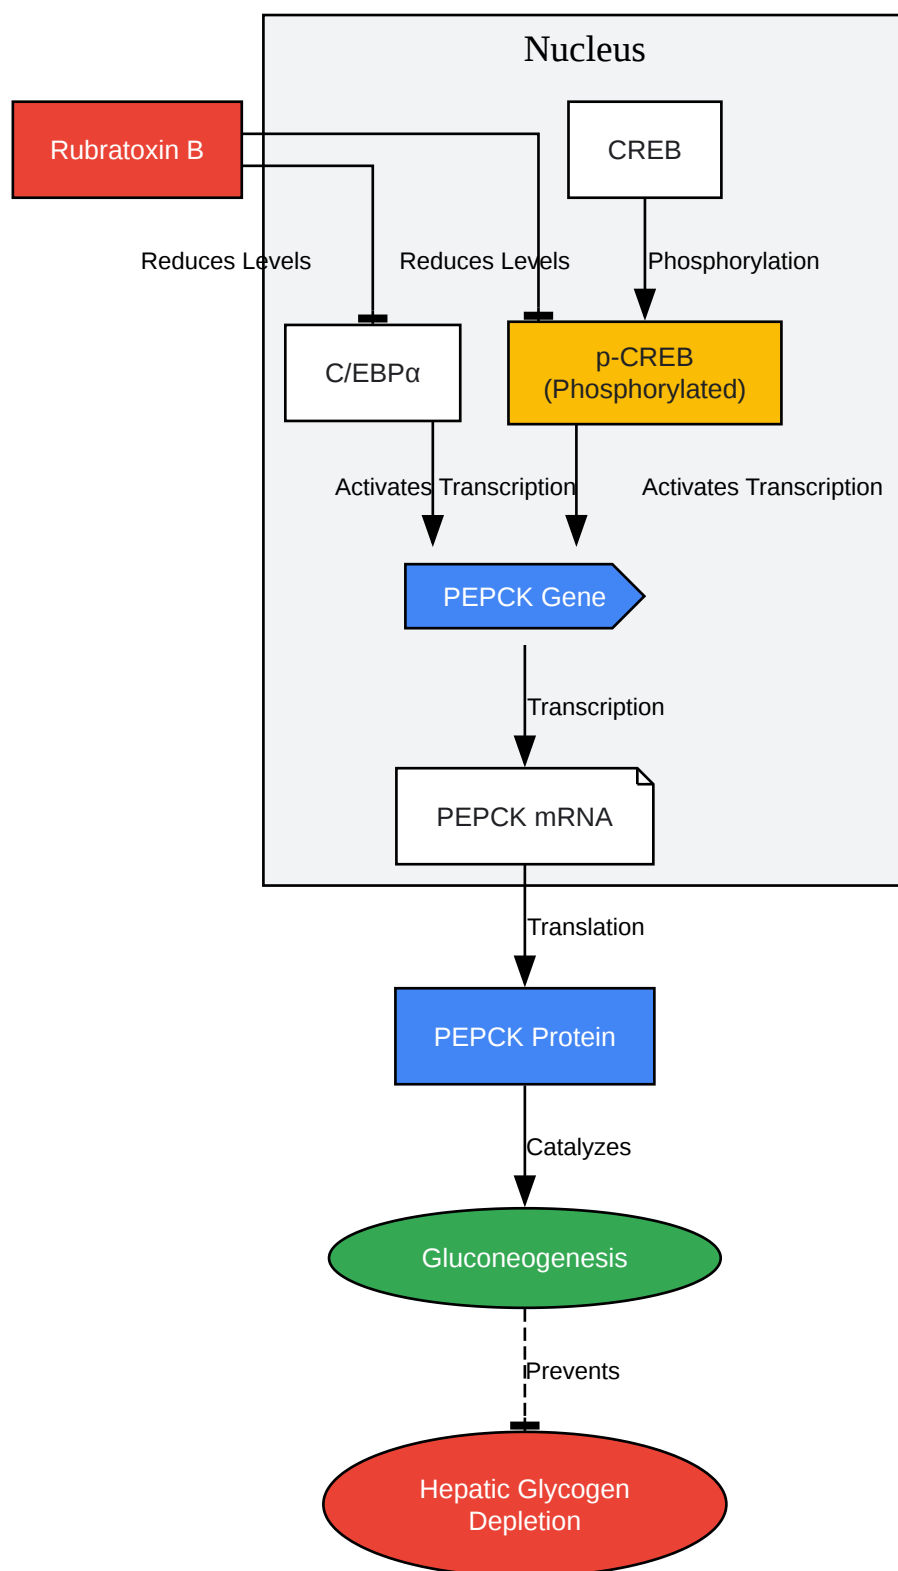 Nucleus
Rubratoxin B
CREB
Reduces Levels
Reduces Levels
Phosphorylation
C/EBPα
p-CREB
(Phosphorylated)
Activates Transcription
Activates Transcription
PEPCK Gene
Transcription
PEPCK mRNA
Translation
PEPCK Protein
Catalyzes
Gluconeogenesis
Prevents
Hepatic Glycogen
Depletion